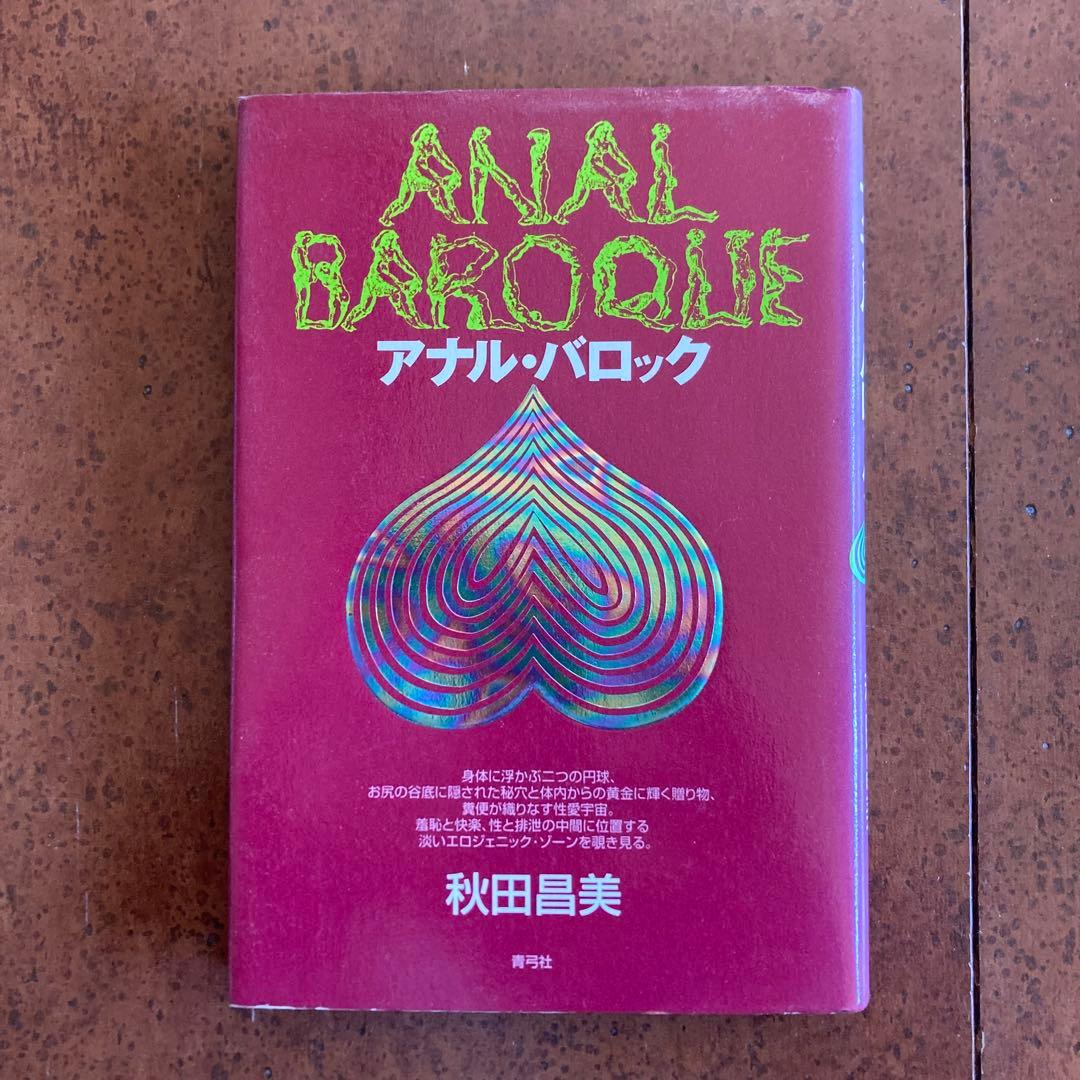 ANAL
BAROQUE
アナル・バロック
身体に浮かぶ二つの円球、
お尻の谷底に隠された秘穴と体内からの黄金に輝く贈り物、
糞便が織りなす性愛宇宙。
羞恥と快楽、性と排泄の中間に位置する
淡いエロジェニック・ゾーンを覗き見る。
秋田昌美
青弓社